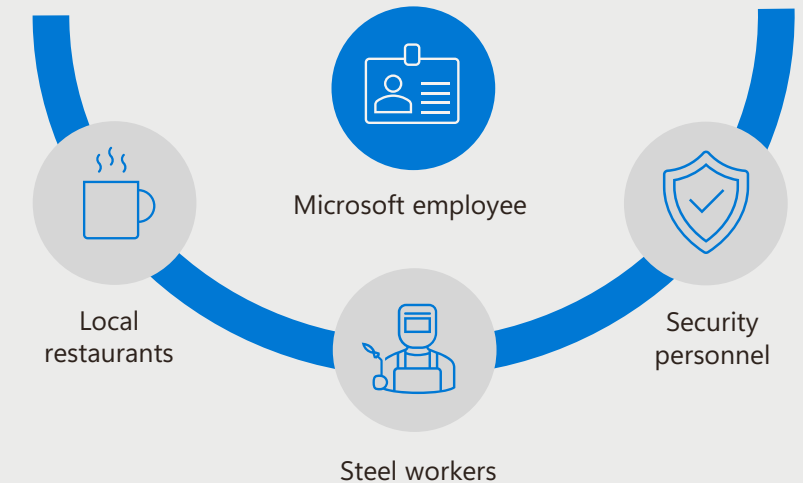 Microsoft employee
Local
restaurants
Security
personnel
Steel workers